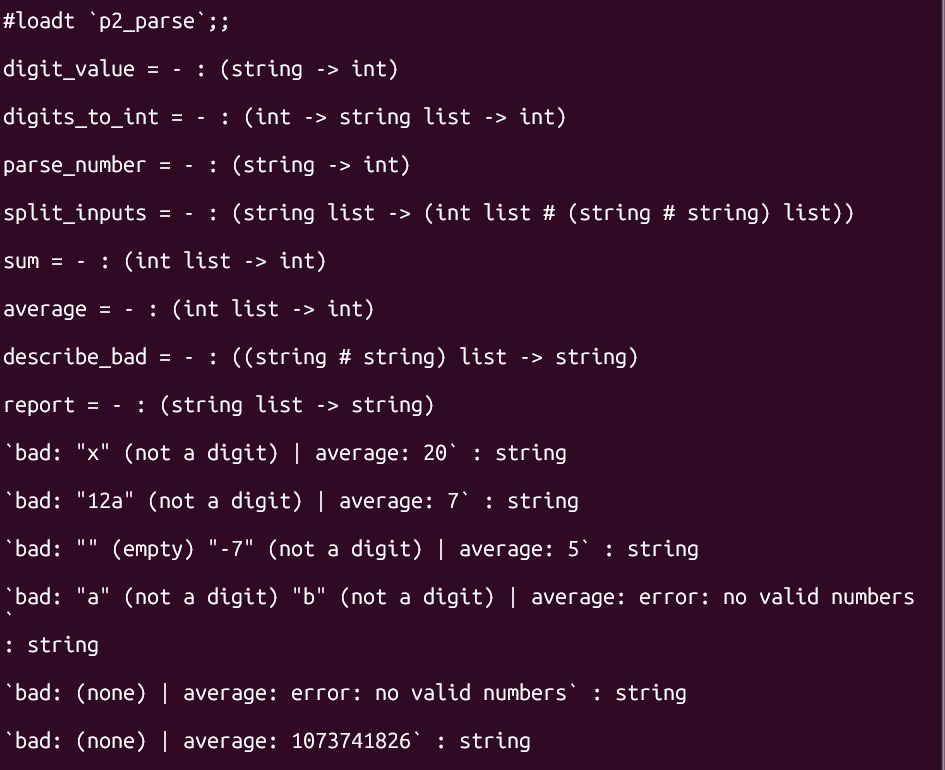 #loadt `p2_parse`;;
digit_value = - : (string -> int)
digits_to_int = - : (int -> string list -> int)
parse_number = - : (string -> int)
split_inputs = - : (string list -> (int list # (string # string) list))
sum = - : (int list -> int)
average = - : (int list -> int)
describe_bad = - : ((string # string) list -> string)
report = - : (string list -> string)
`bad: "x" (not a digit) | average: 20` : string
`bad: "12a" (not a digit) | average: 7` : string
`bad: "" (empty) "-7" (not a digit) | average: 5` : string
`bad: "a" (not a digit) "b" (not a digit) | average: error: no valid numbers
`
: string
`bad: (none) | average: error: no valid numbers` : string
`bad: (none) | average: 1073741826` : string